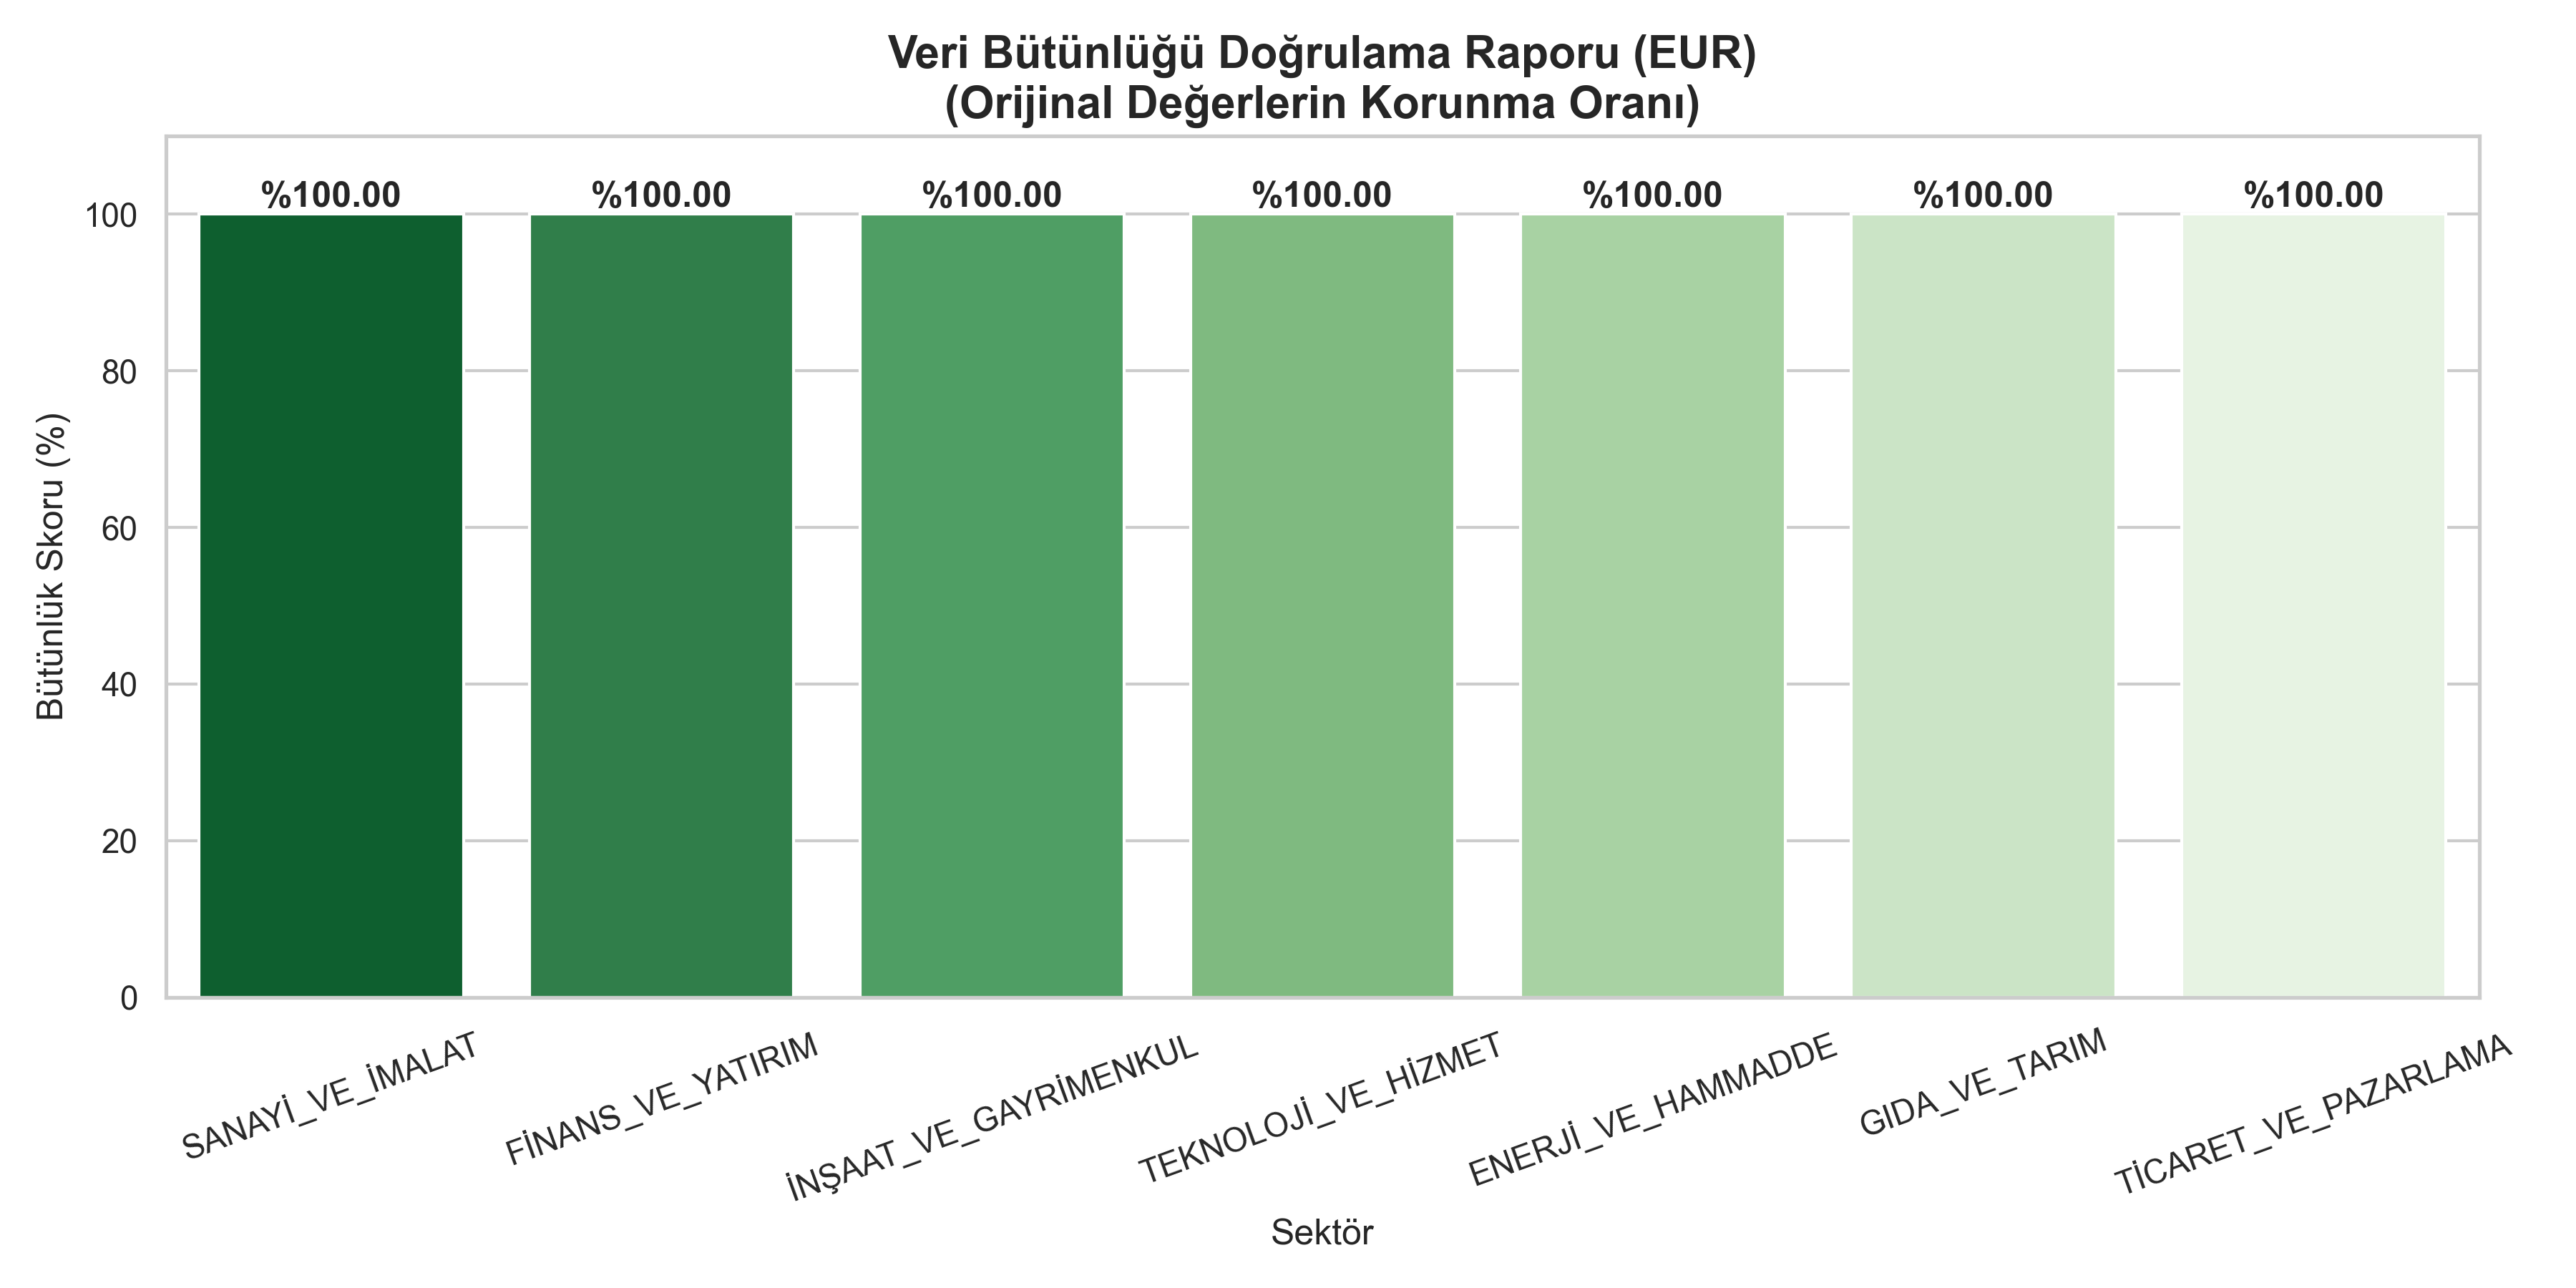 Veri Bütünlüğü Doğrulama Raporu (EUR)
(Orijinal Değerlerin Korunma Oranı)
%100.00 %100.00 %100.00 %100.00 %100.00 %100.00 %100.00
100
80
60
40
20
0
Bütünlük Skoru (%)
SANAYİ_VE_İMALAT
FİNANS_VE_YATIRIM
İNŞAAT_VE_GAYRİMENKUL
TEKNOLOJİ_VE_HİZMET
ENERJİ_VE_HAMMADDE
GIDA_VE_TARIM
TİCARET_VE_PAZARLAMA
Sektör